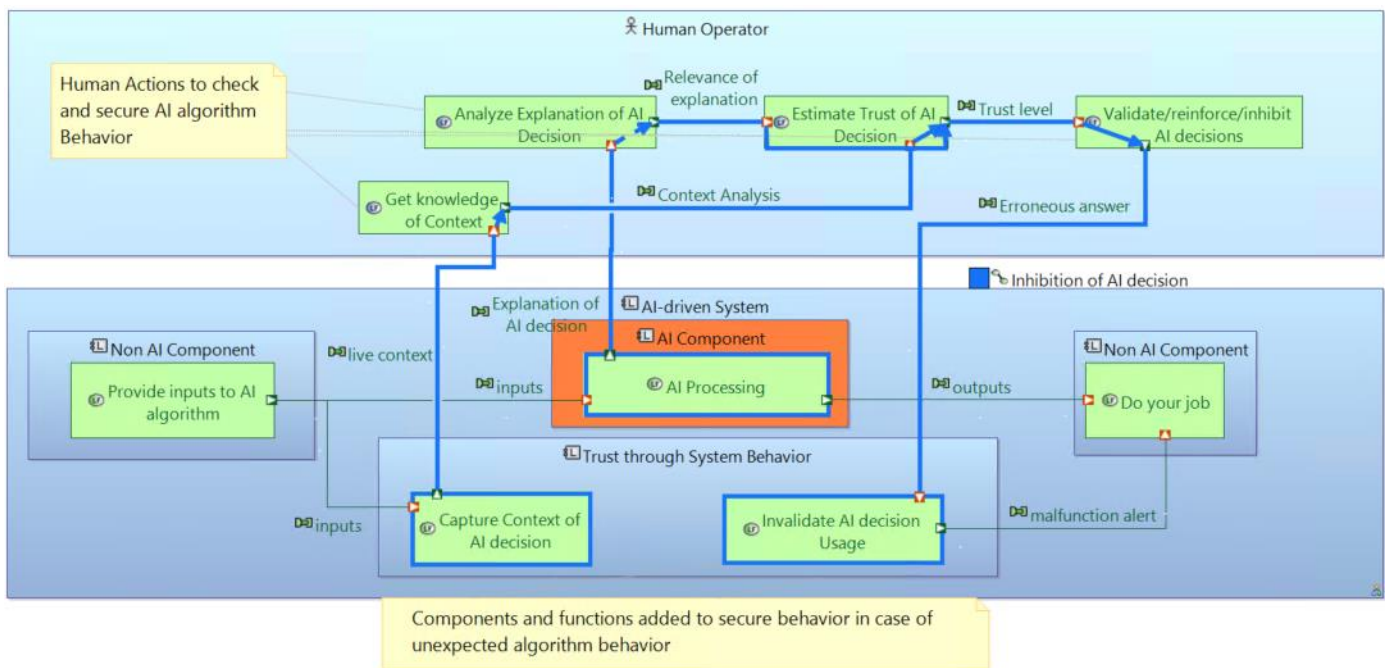 Human Operator
Human Actions to check
and secure AI algorithm
Behavior
Relevance of
explanation
Analyze Explanation of AI
Decision
Estimate Trust of AI
Decision
Trust level
Validate/reinforce/inhibit
AI decisions
Get knowledge
of Context
Context Analysis
Erroneous answer
Inhibition of AI decision
Explanation of
AI decision
AI-driven System
Non AI Component
live context
AI Component
Non AI Component
Provide inputs to AI
algorithm
inputs
AI Processing
outputs
Do your job
Trust through System Behavior
inputs
Capture Context of
AI decision
Invalidate AI decision
Usage
malfunction alert
Components and functions added to secure behavior in case of
unexpected algorithm behavior